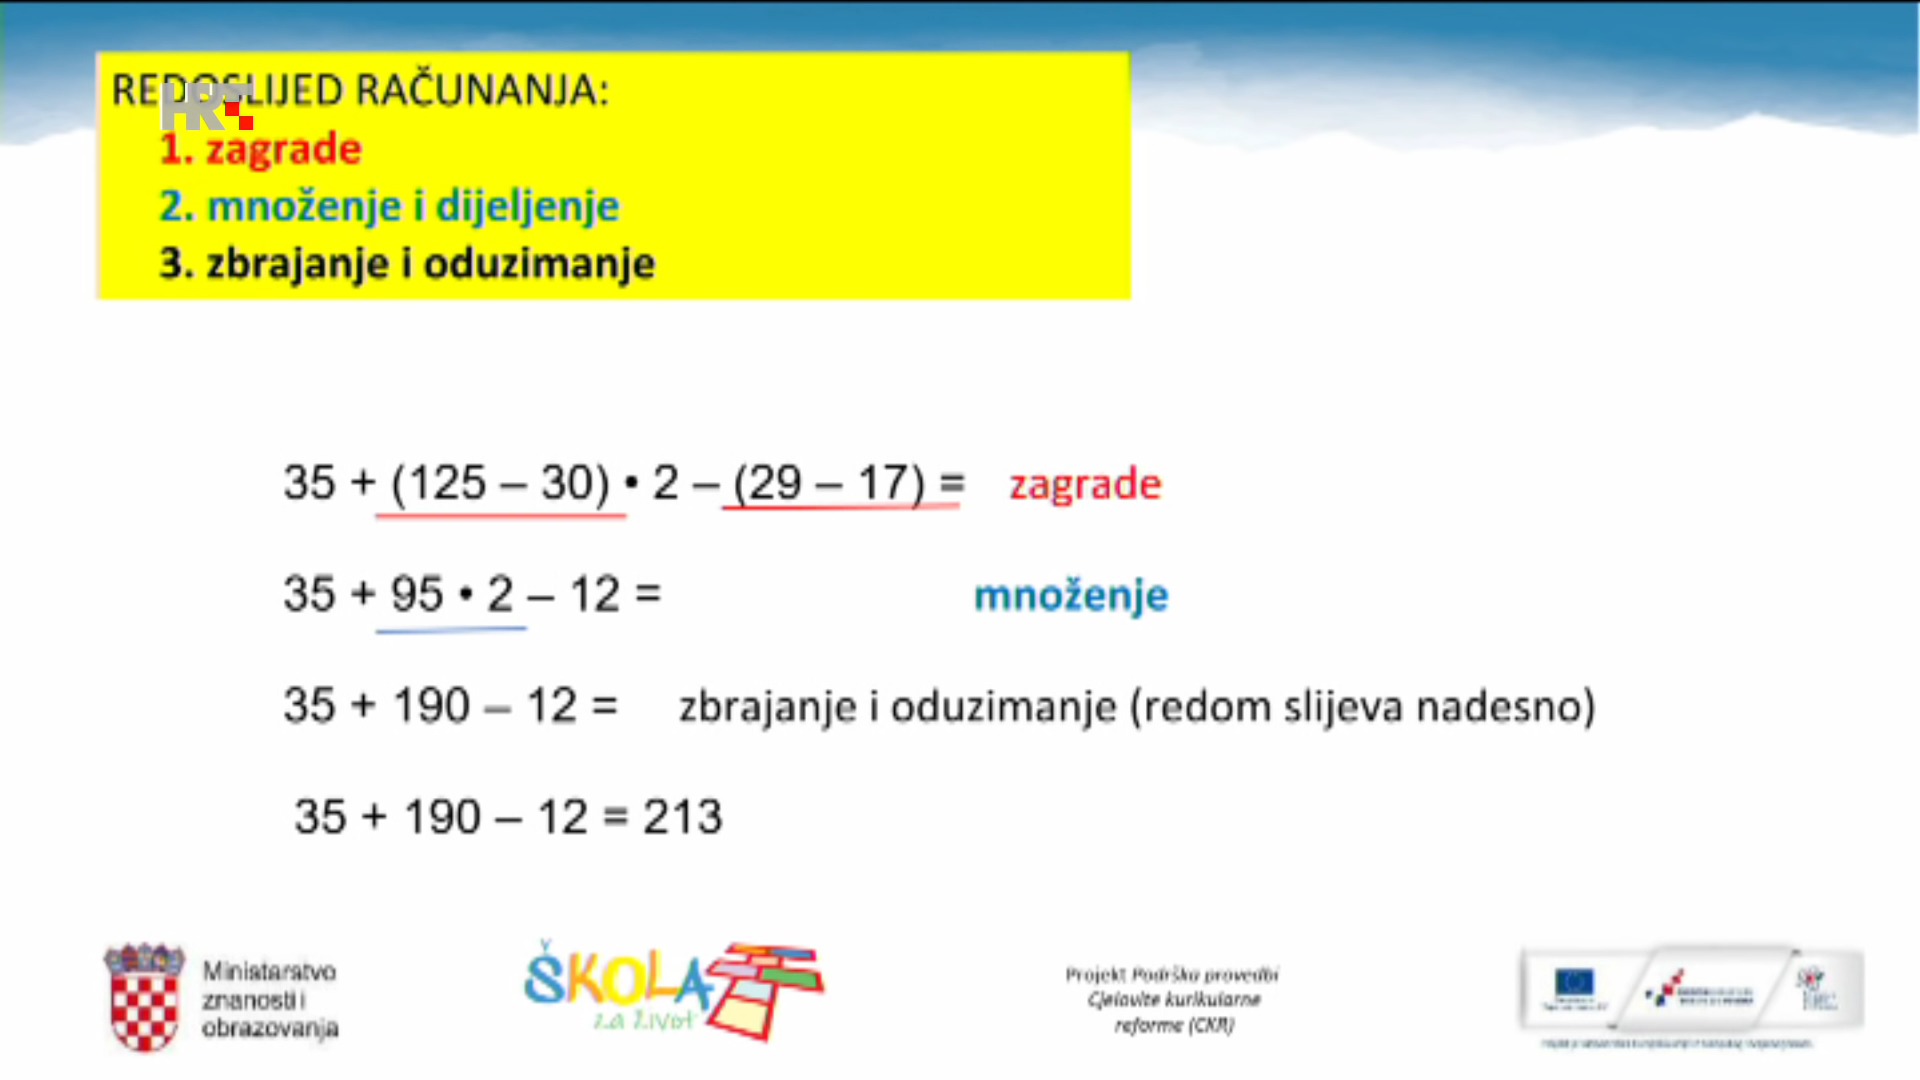 REDOSLIJED RAČUNANJA:
HRT
1. zagrade
2. množenje i dijeljenje
3. zbrajanje i oduzimanje
35 + (125 – 30) • 2 – (29 – 17) = zagrade
35 + 95 • 2 – 12 = množenje
35 + 190 – 12 = zbrajanje i oduzimanje (redom slijeva nadesno)
35 + 190 – 12 = 213
Ministarstvo
znanosti i
obrazovanja
ŠKOLA
za život
Projekt Podrška provedbi
Cjelovite kurikularne
reforme (CKR)